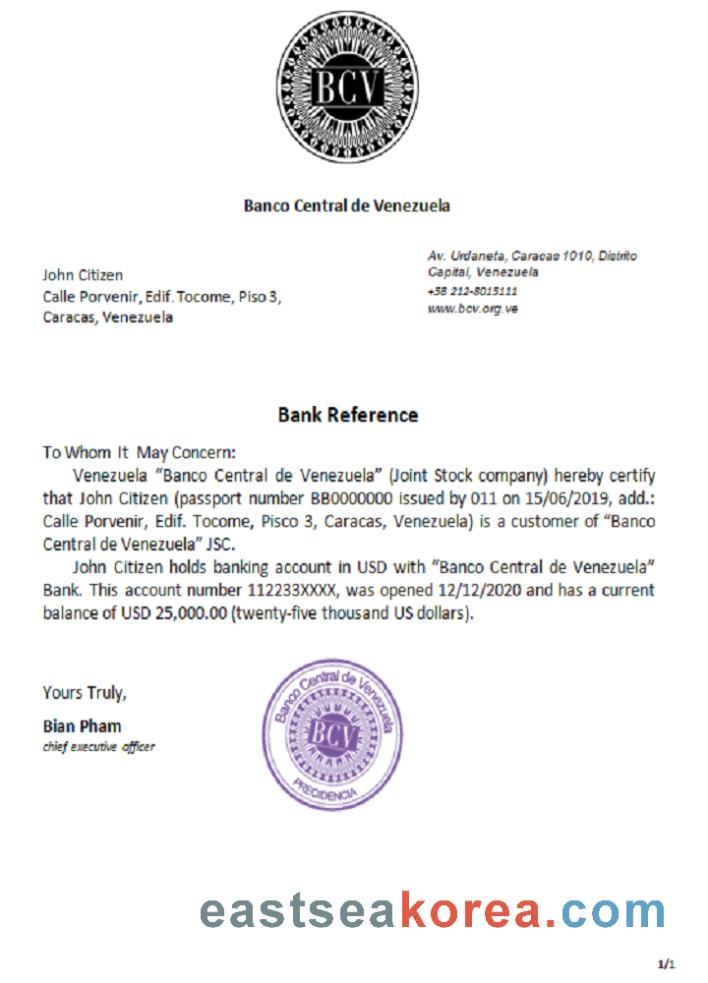 BCV
Banco Central de Venezuela
Av. Urdaneta, Caracas 1010, Distrito
Capital, Venezuela
+58 212-8015111
www.bcv.org.ve
John Citizen
Calle Porvenir, Edif. Tocome, Piso 3,
Caracas, Venezuela
Bank Reference
To Whom It May Concern:
Venezuela "Banco Central de Venezuela" (Joint Stock company) hereby certify
that John Citizen (passport number BB0000000 issued by 011 on 15/06/2019, add.:
Calle Porvenir, Edif. Tocome, Pisco 3, Caracas, Venezuela) is a customer of "Banco
Central de Venezuela" JSC.
John Citizen holds banking account in USD with "Banco Central de Venezuela"
Bank. This account number 112233XXXX, was opened 12/12/2020 and has a current
balance of USD 25,000.00 (twenty-five thousand US dollars).
Yours Truly,
Bian Pham
chief executive officer
Banco Central de Venezuela
BCV
PRECIDENCIA
eastseakorea.com
1/1